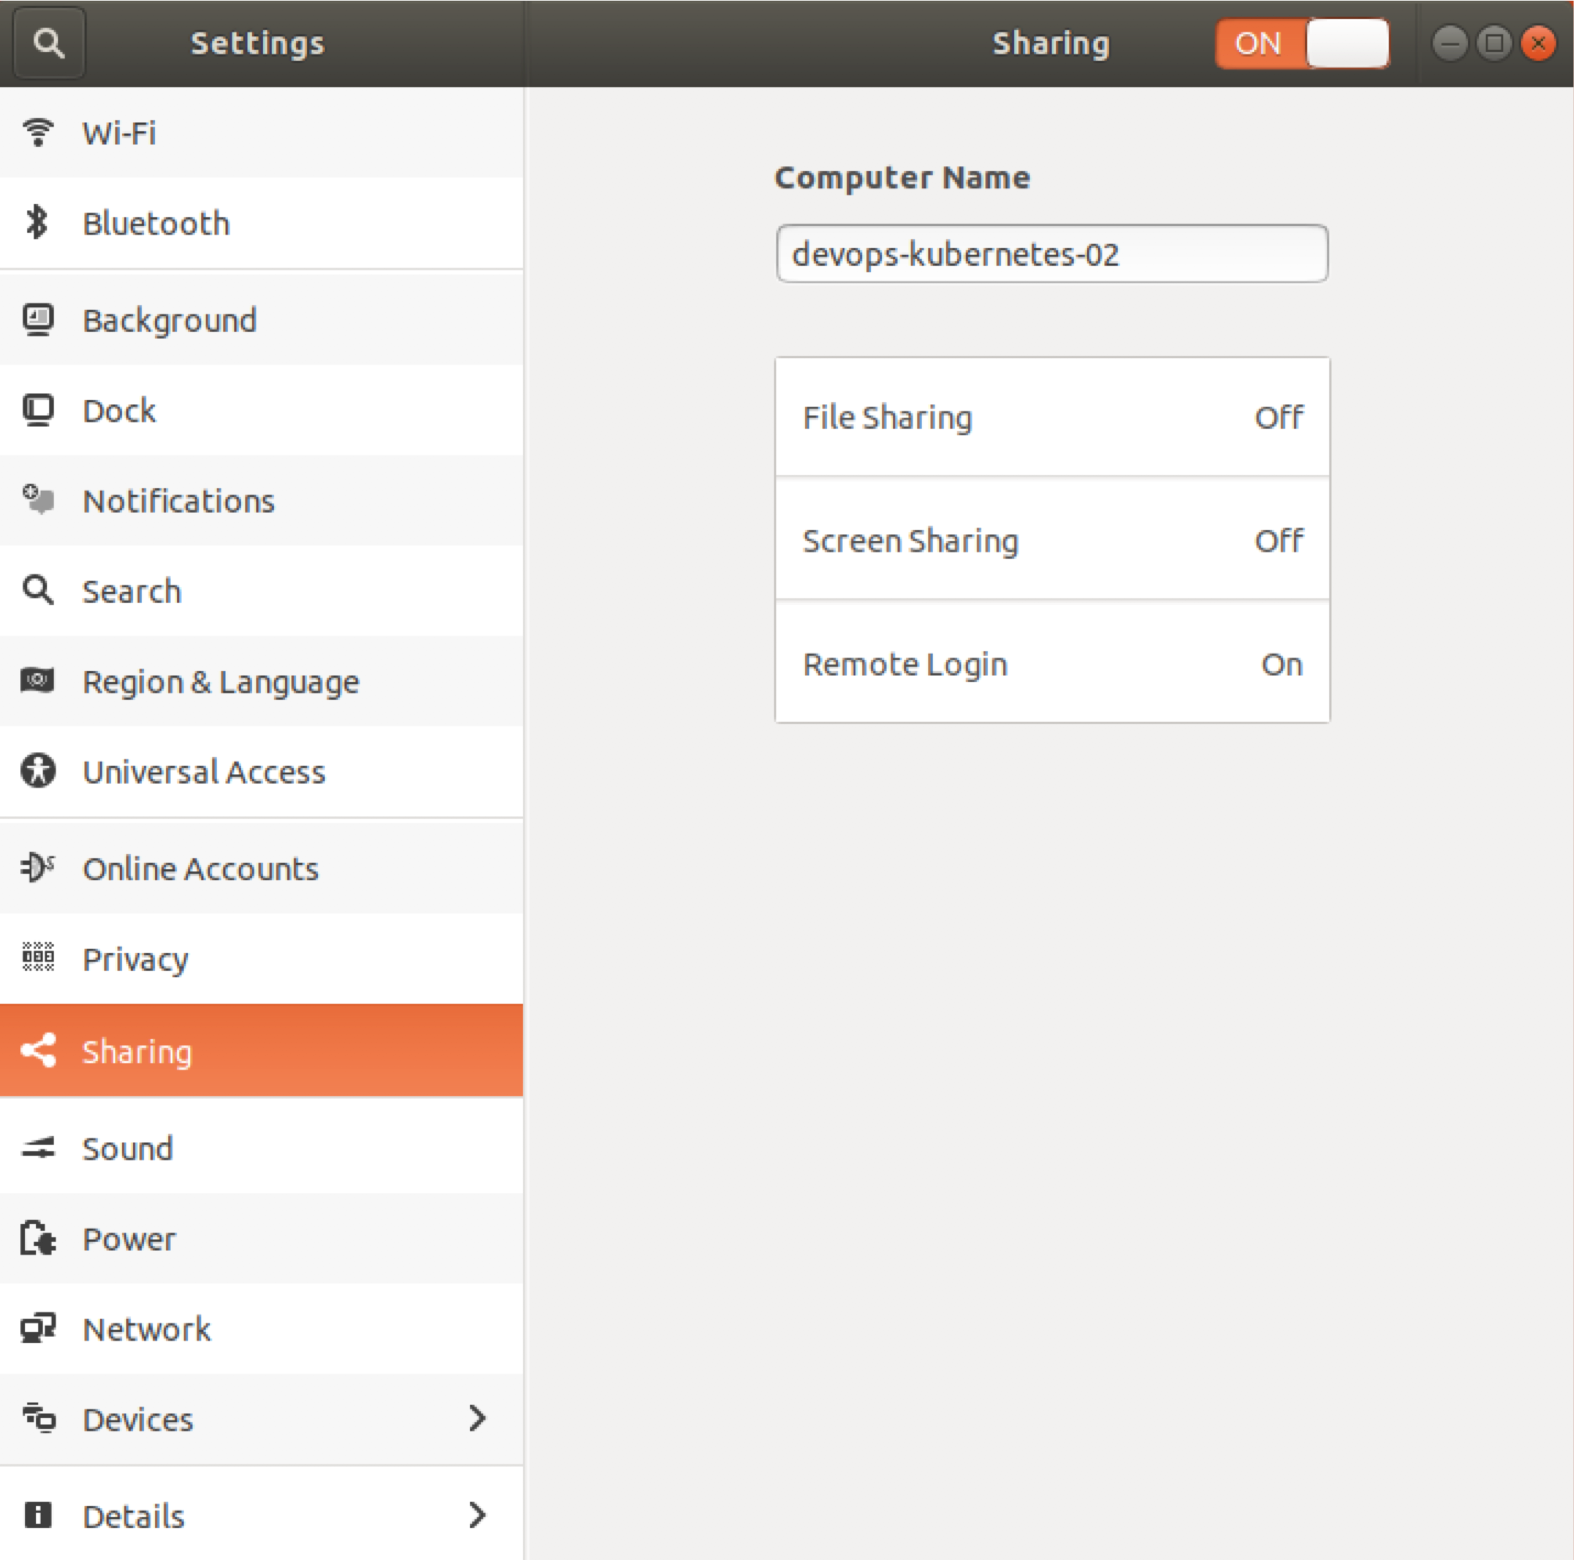 Settings
Sharing
ON
Wi-Fi
Bluetooth
Background
Dock
Notifications
Search
Region & Language
Universal Access
Online Accounts
Privacy
Sharing
Sound
Power
Network
Devices
Details
Computer Name
devops-kubernetes-02
File Sharing Off
Screen Sharing Off
Remote Login On